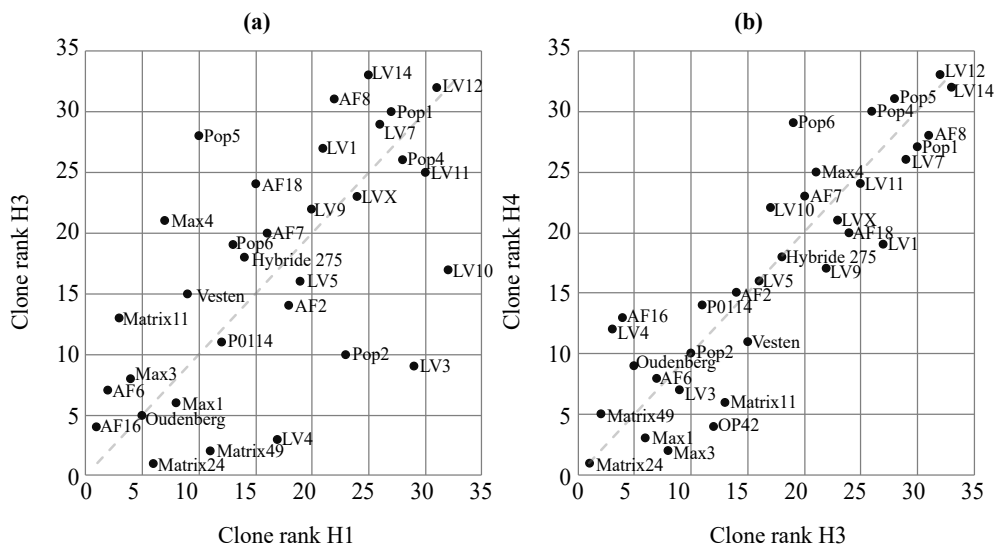 (a)
35
30
25
20
15
10
5
0
Clone rank H3
LV14
LV12
AF8
Pop1
LV7
Pop5
LV1
Pop4
LV11
AF18
LVX
LV9
Max4
AF7
Pop6
Hybride 275
LV10
LV5
Vesten
AF2
Matrix11
P0114
Pop2
LV3
Max3
AF6
Max1
Oudenberg
AF16
LV4
Matrix49
Matrix24
0 5 10 15 20 25 30 35
Clone rank H1
(b)
35
30
25
20
15
10
5
0
Clone rank H4
LV12
LV14
Pop5
Pop4
Pop6
AF8
Pop1
LV7
Max4
LV11
AF7
LV10
LVX
AF18
LV1
Hybride 275
LV9
LV5
AF2
P0114
AF16
LV4
Vesten
Pop2
Oudenberg
AF6
LV3
Matrix11
Matrix49
OP42
Max1
Max3
Matrix24
0 5 10 15 20 25 30 35
Clone rank H3